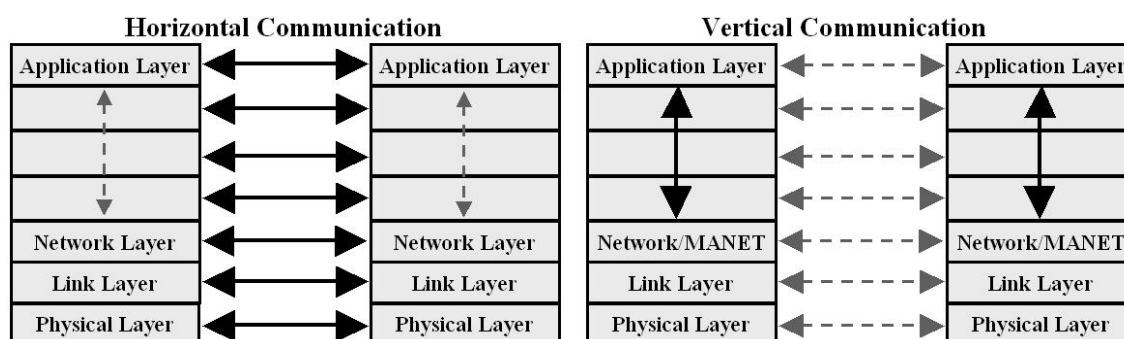 Horizontal Communication
Vertical Communication
Application Layer
Application Layer
Application Layer
Application Layer
Network Layer
Network Layer
Network/MANET
Network/MANET
Link Layer
Link Layer
Link Layer
Link Layer
Physical Layer
Physical Layer
Physical Layer
Physical Layer